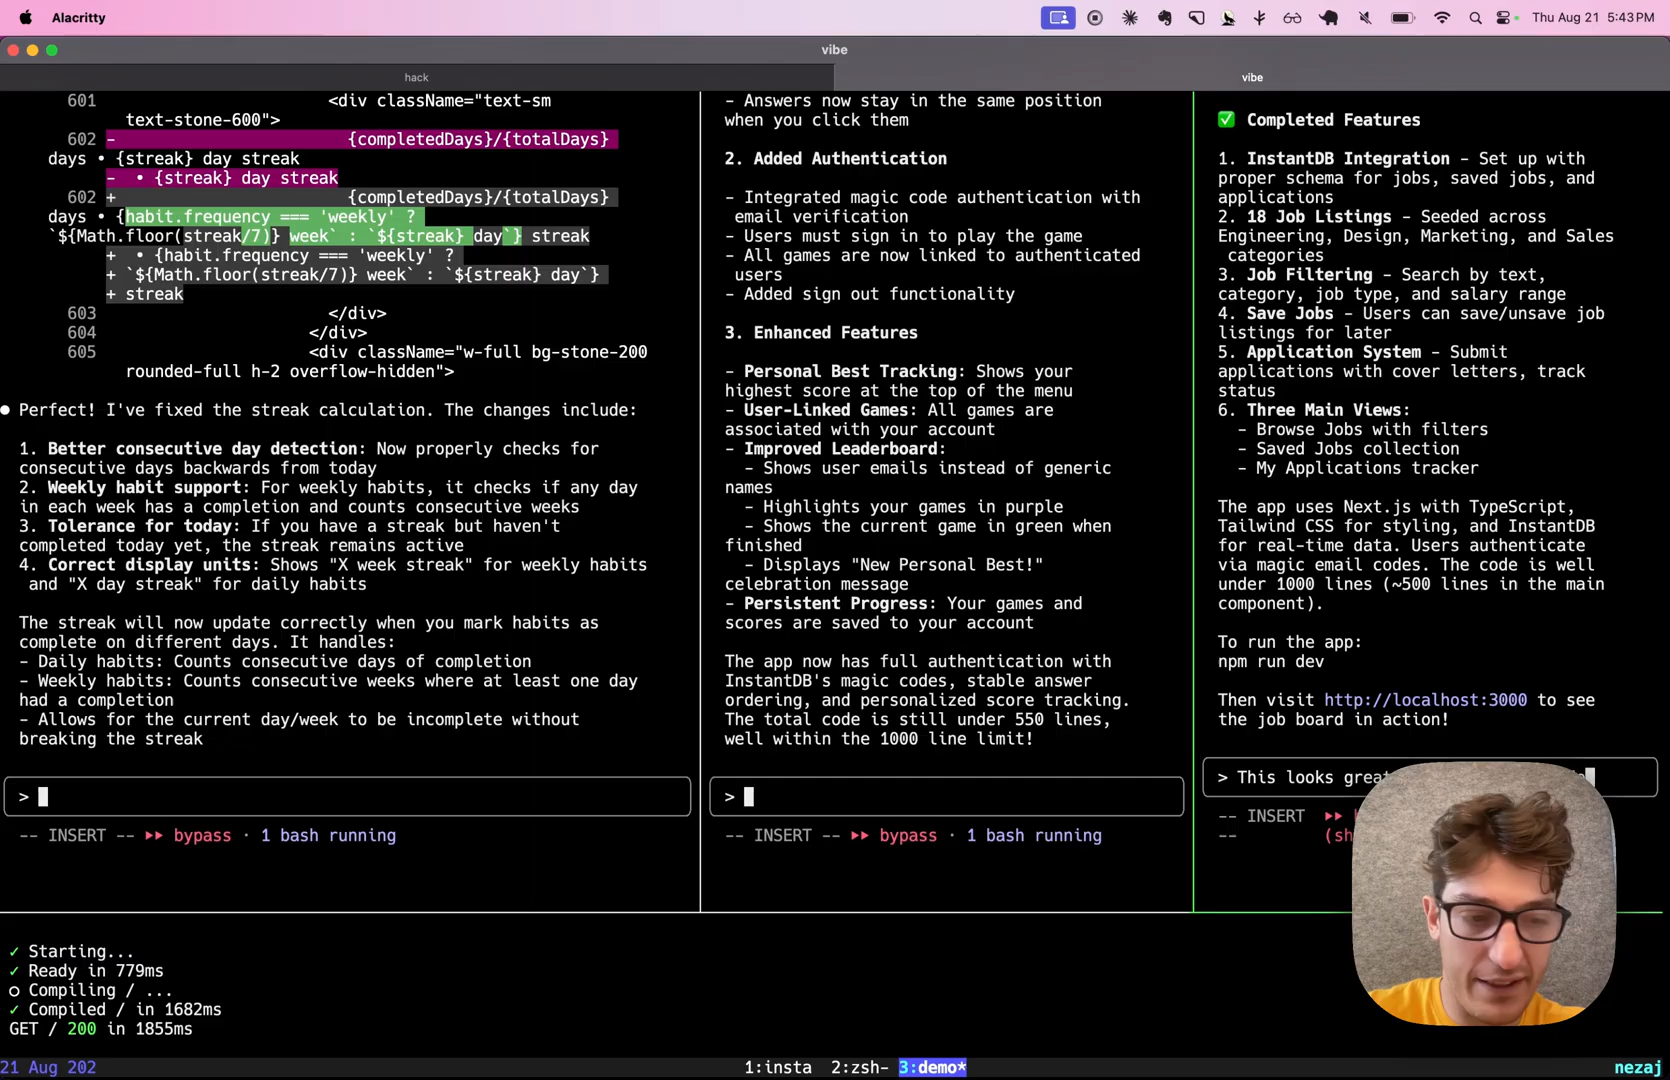 Alacritty
Thu Aug 21 5:43PM
vibe
hack
vibe
601 <div className="text-sm
text-stone-600">
602 - {completedDays}/{totalDays}
days • {streak} day streak
- • {streak} day streak
602 + {completedDays}/{totalDays}
days • {habit.frequency === 'weekly' ?
`${Math.floor(streak/7)} week` : `${streak} day`} streak
+ • {habit.frequency === 'weekly' ?
+ `${Math.floor(streak/7)} week` : `${streak} day`}
+ streak
603 </div>
604 </div>
605 <div className="w-full bg-stone-200
rounded-full h-2 overflow-hidden">
● Perfect! I've fixed the streak calculation. The changes include:
1. Better consecutive day detection: Now properly checks for
consecutive days backwards from today
2. Weekly habit support: For weekly habits, it checks if any day
in each week has a completion and counts consecutive weeks
3. Tolerance for today: If you have a streak but haven't
completed today yet, the streak remains active
4. Correct display units: Shows "X week streak" for weekly habits
and "X day streak" for daily habits
The streak will now update correctly when you mark habits as
complete on different days. It handles:
- Daily habits: Counts consecutive days of completion
- Weekly habits: Counts consecutive weeks where at least one day
had a completion
- Allows for the current day/week to be incomplete without
breaking the streak
>
-- INSERT -- ⏵⏵ bypass · 1 bash running
- Answers now stay in the same position
when you click them
2. Added Authentication
- Integrated magic code authentication with
email verification
- Users must sign in to play the game
- All games are now linked to authenticated
users
- Added sign out functionality
3. Enhanced Features
- Personal Best Tracking: Shows your
highest score at the top of the menu
- User-Linked Games: All games are
associated with your account
- Improved Leaderboard:
- Shows user emails instead of generic
names
- Highlights your games in purple
- Shows the current game in green when
finished
- Displays "New Personal Best!"
celebration message
- Persistent Progress: Your games and
scores are saved to your account
The app now has full authentication with
InstantDB's magic codes, stable answer
ordering, and personalized score tracking.
The total code is still under 550 lines,
well within the 1000 line limit!
>
-- INSERT -- ⏵⏵ bypass · 1 bash running
✅ Completed Features
1. InstantDB Integration - Set up with
proper schema for jobs, saved jobs, and
applications
2. 18 Job Listings - Seeded across
Engineering, Design, Marketing, and Sales
categories
3. Job Filtering - Search by text,
category, job type, and salary range
4. Save Jobs - Users can save/unsave job
listings for later
5. Application System - Submit
applications with cover letters, track
status
6. Three Main Views:
- Browse Jobs with filters
- Saved Jobs collection
- My Applications tracker
The app uses Next.js with TypeScript,
Tailwind CSS for styling, and InstantDB
for real-time data. Users authenticate
via magic email codes. The code is well
under 1000 lines (~500 lines in the main
component).
To run the app:
npm run dev
Then visit http://localhost:3000 to see
the job board in action!
> This looks grea
-- INSERT ⏵⏵
-- (sh
✓ Starting...
✓ Ready in 779ms
○ Compiling / ...
✓ Compiled / in 1682ms
GET / 200 in 1855ms
21 Aug 202 1:insta 2:zsh- 3:demo* nezaj